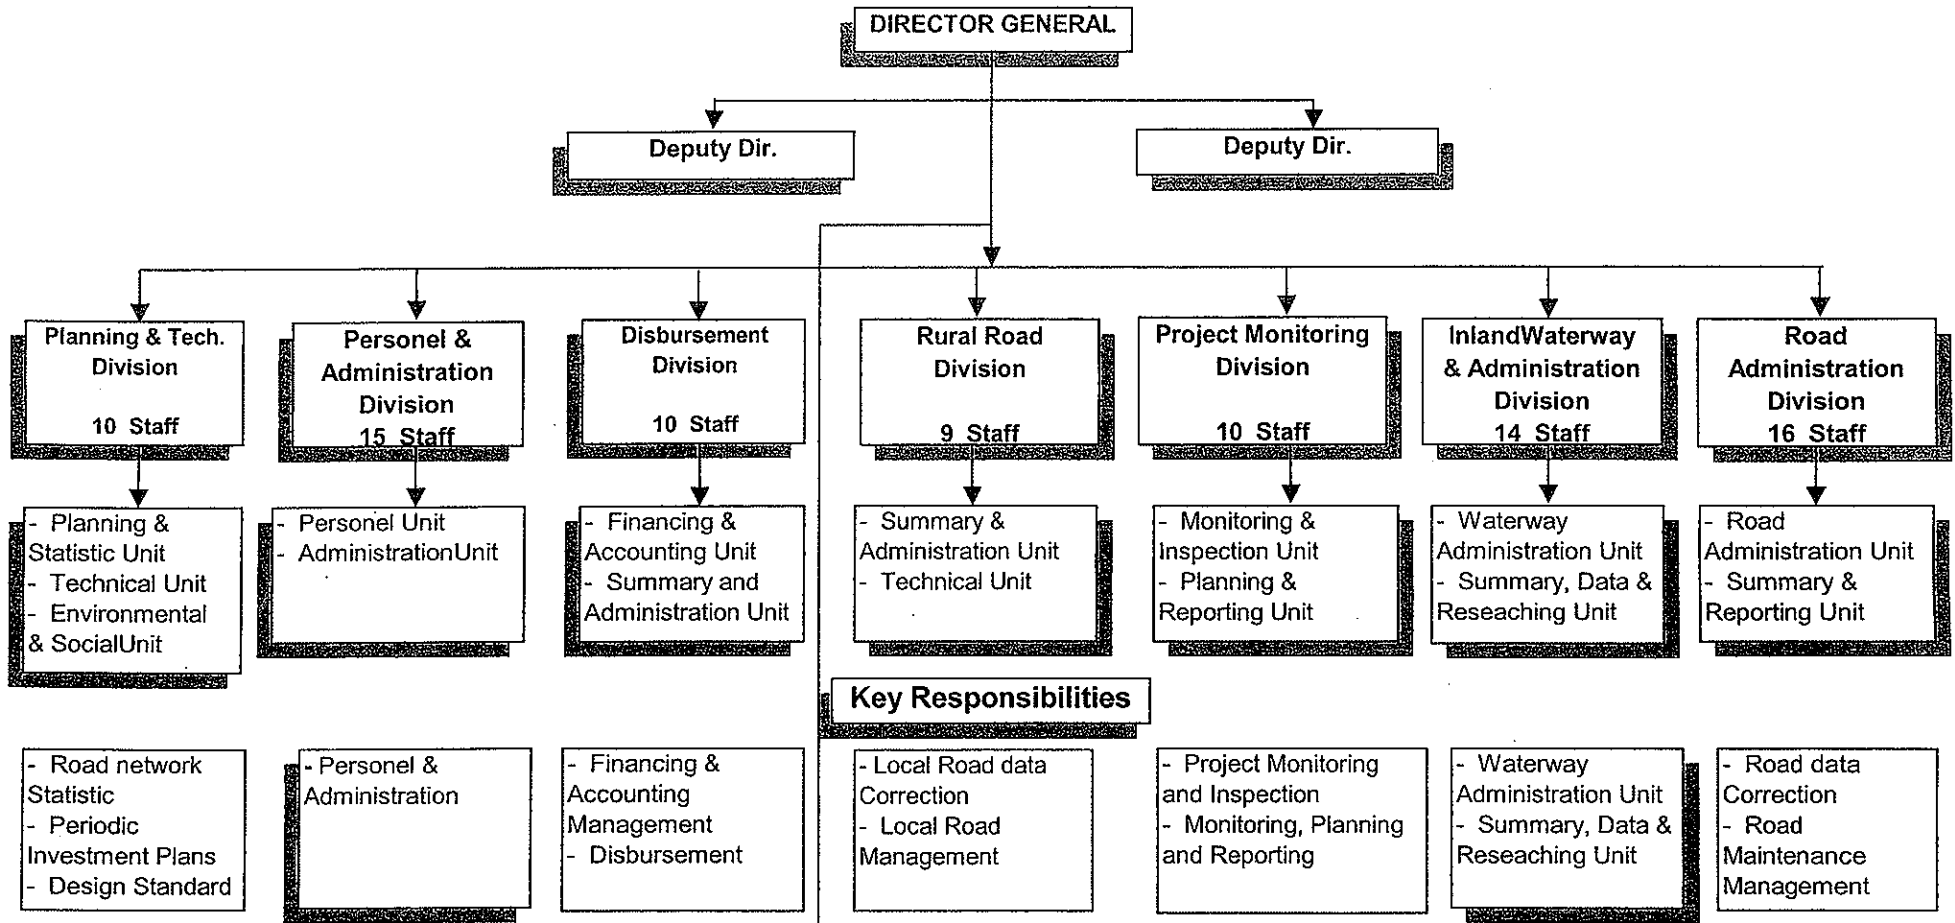 DIRECTOR GENERAL
Deputy Dir.
Deputy Dir.
Planning & Tech.
Division
10 Staff
Personel &
Administration
Division
15 Staff
Disbursement
Division
10 Staff
Rural Road
Division
9 Staff
Project Monitoring
Division
10 Staff
InlandWaterway
& Administration
Division
14 Staff
Road
Administration
Division
16 Staff
- Planning &
Statistic Unit
- Technical Unit
- Environmental
& SocialUnit
- Personel Unit
- AdministrationUnit
- Financing &
Accounting Unit
- Summary and
Administration Unit
- Summary &
Administration Unit
- Technical Unit
- Monitoring &
Inspection Unit
- Planning &
Reporting Unit
- Waterway
Administration Unit
- Summary, Data &
Reseaching Unit
- Road
Administration Unit
- Summary &
Reporting Unit
Key Responsibilities
- Road network
Statistic
- Periodic
Investment Plans
- Design Standard
- Personel &
Administration
- Financing &
Accounting
Management
- Disbursement
- Local Road data
Correction
- Local Road
Management
- Project Monitoring
and Inspection
- Monitoring, Planning
and Reporting
- Waterway
Administration Unit
- Summary, Data &
Reseaching Unit
- Road data
Correction
- Road
Maintenance
Management